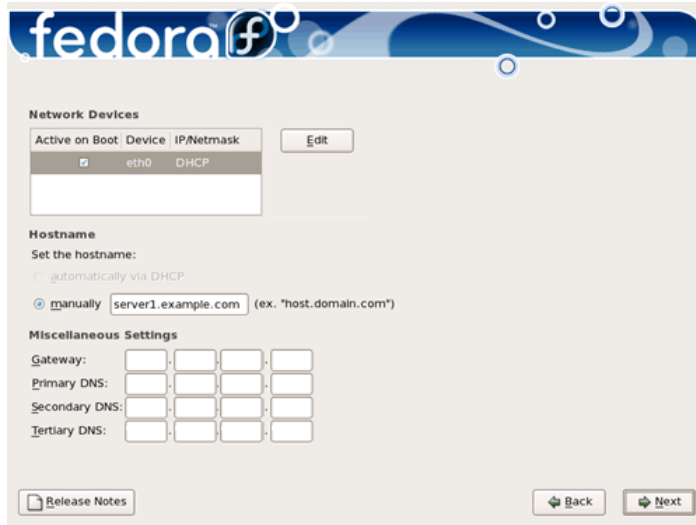 fedora
Network Devices
Active on Boot Device IP/Netmask
eth0 DHCP
Edit
Hostname
Set the hostname:
automatically via DHCP
manually server1.example.com (ex. "host.domain.com")
Miscellaneous Settings
Gateway: . . .
Primary DNS: . . .
Secondary DNS: . . .
Tertiary DNS: . . .
Release Notes
Back
Next